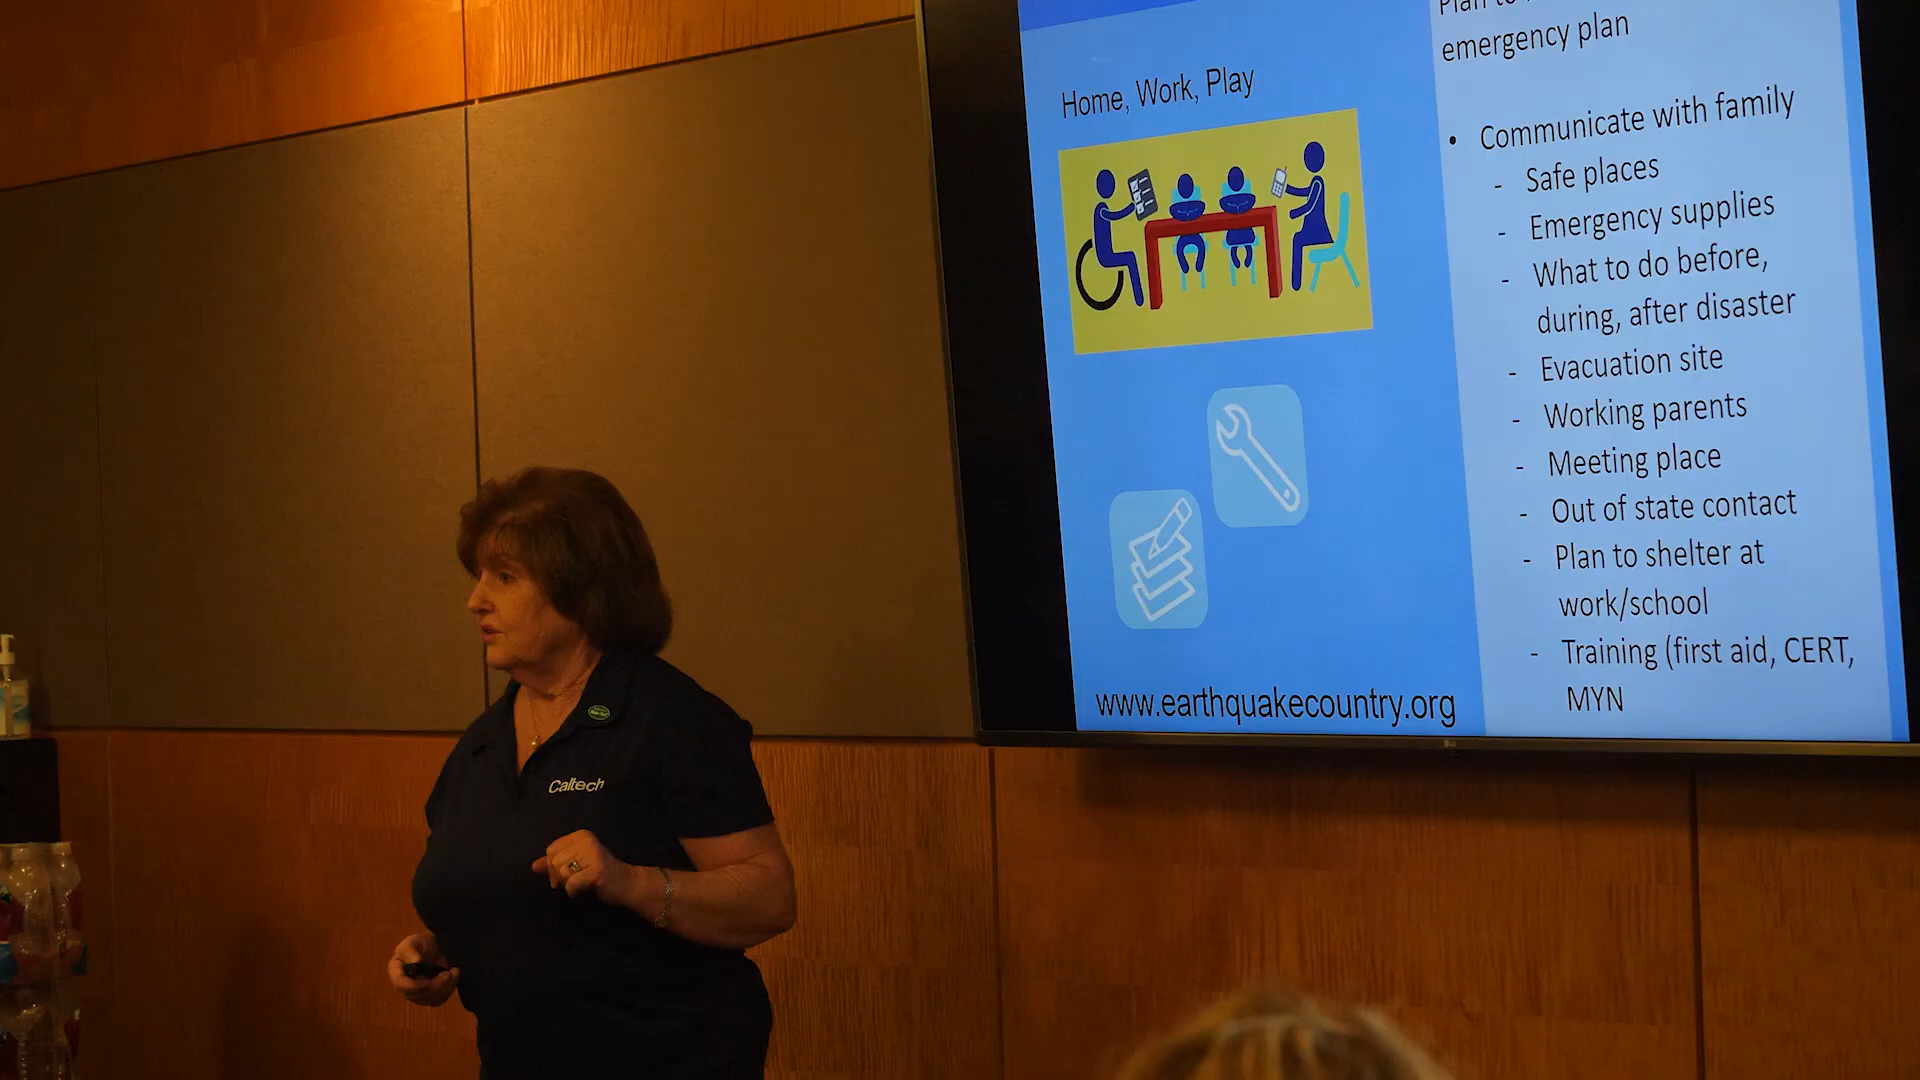 Home, Work, Play
www.earthquakecountry.org
Plan to
emergency plan
• Communicate with family
- Safe places
- Emergency supplies
- What to do before,
during, after disaster
- Evacuation site
- Working parents
- Meeting place
- Out of state contact
- Plan to shelter at
work/school
- Training (first aid, CERT,
MYN
Caltech